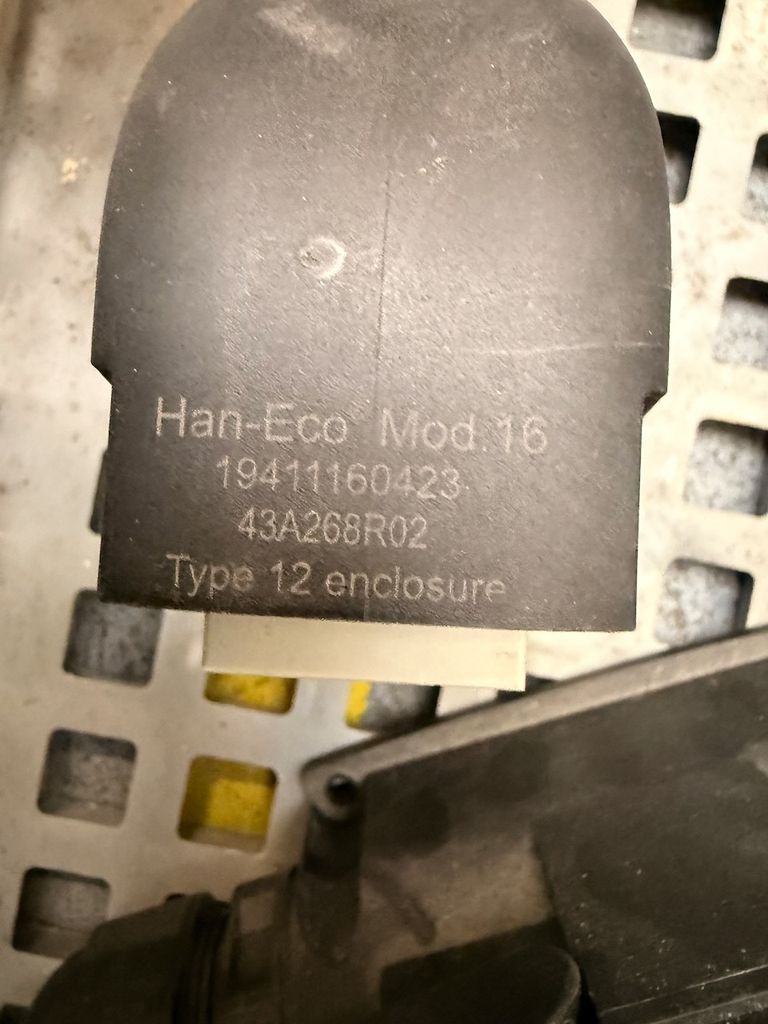 Han-Eco Mod.16
19411160423
43A268R02
Type 12 enclosure